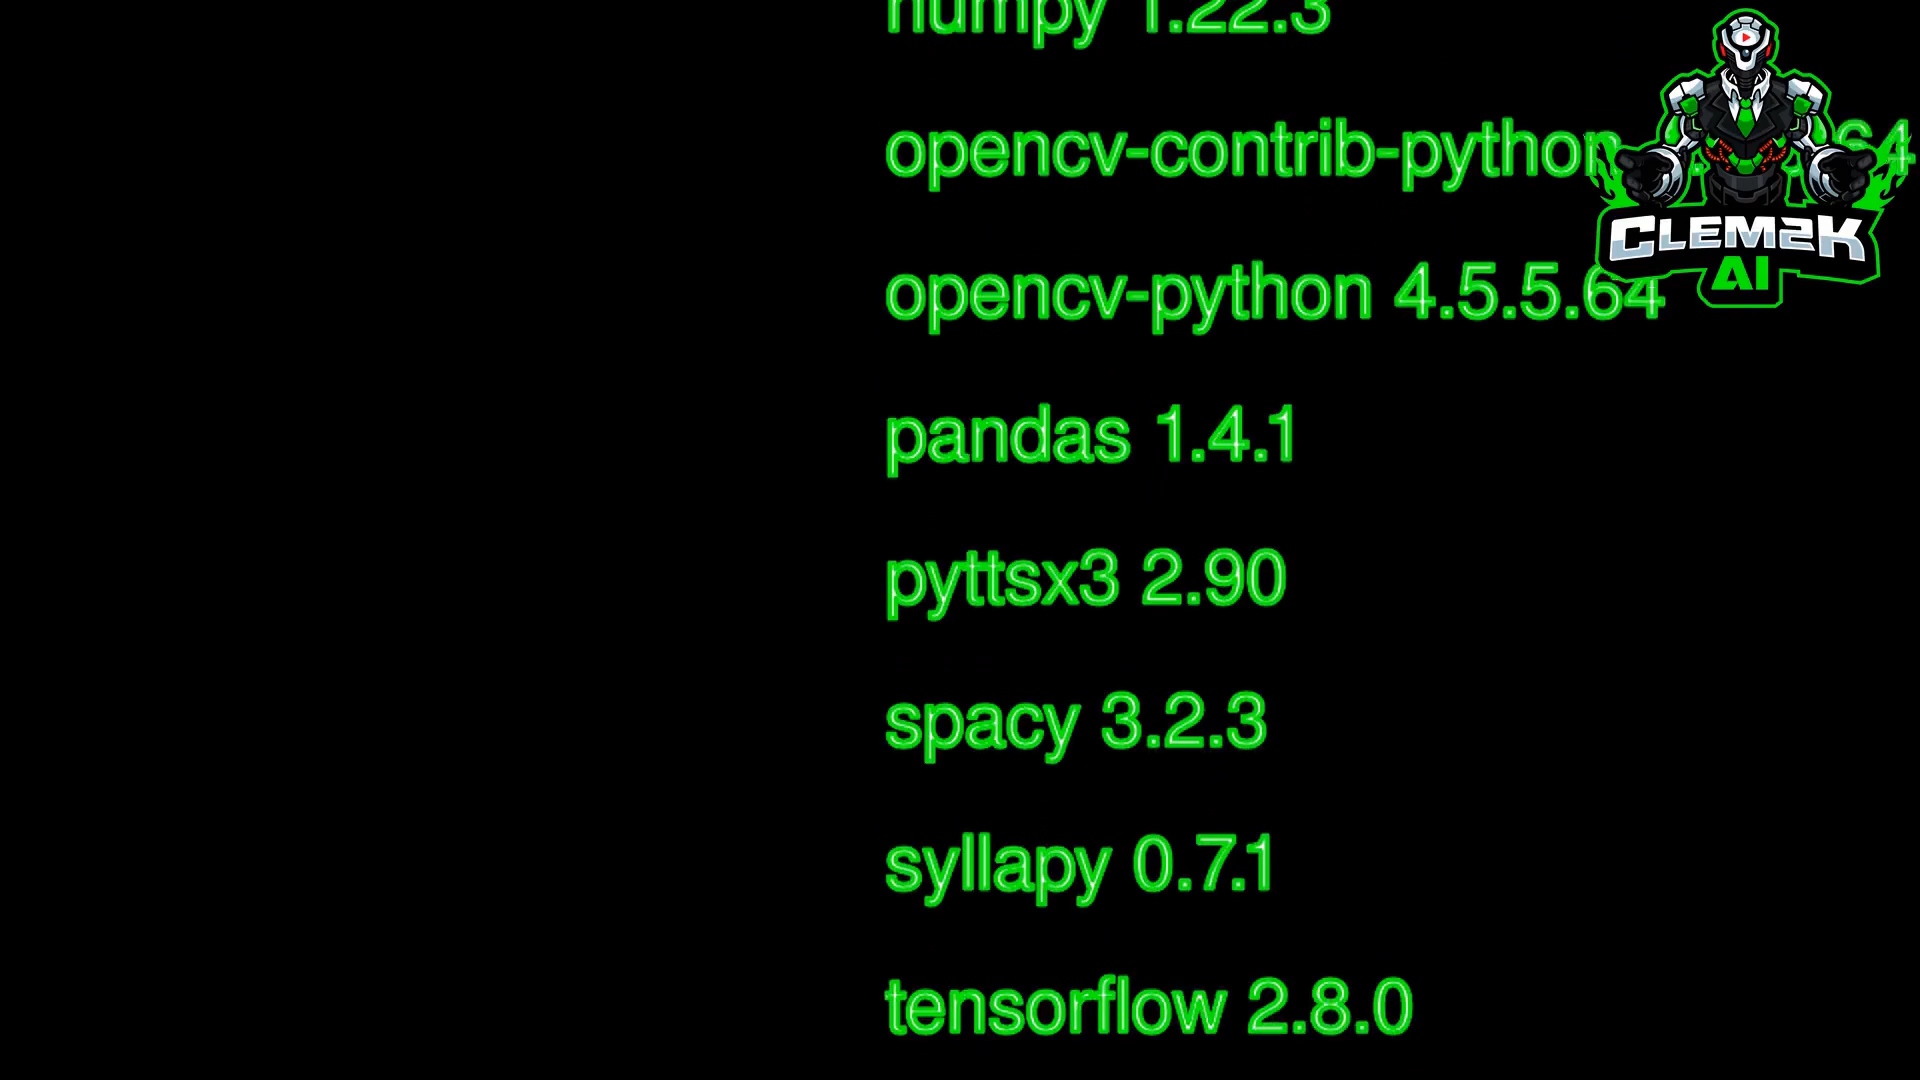 numpy 1.22.3
opencv-contrib-python 64
opencv-python 4.5.5.64
pandas 1.4.1
pyttsx3 2.90
spacy 3.2.3
syllapy 0.7.1
tensorflow 2.8.0
CLEM2K
AI